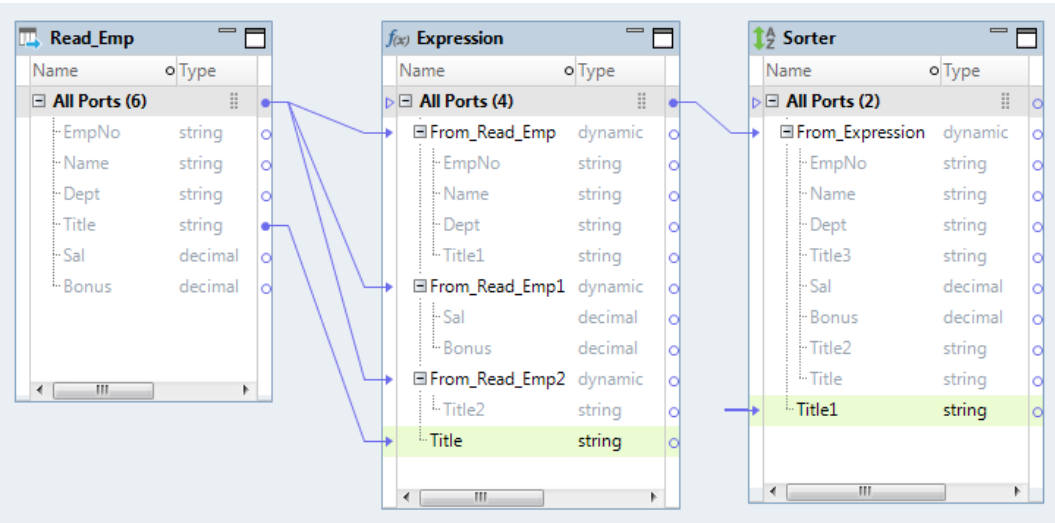 Read_Emp
Name Type
All Ports (6)
EmpNo string
Name string
Dept string
Title string
Sal decimal
Bonus decimal
f(x) Expression
Name Type
All Ports (4)
From_Read_Emp dynamic
EmpNo string
Name string
Dept string
Title1 string
From_Read_Emp1 dynamic
Sal decimal
Bonus decimal
From_Read_Emp2 dynamic
Title2 string
Title string
A Z Sorter
Name Type
All Ports (2)
From_Expression dynamic
EmpNo string
Name string
Dept string
Title3 string
Sal decimal
Bonus decimal
Title2 string
Title string
Title1 string